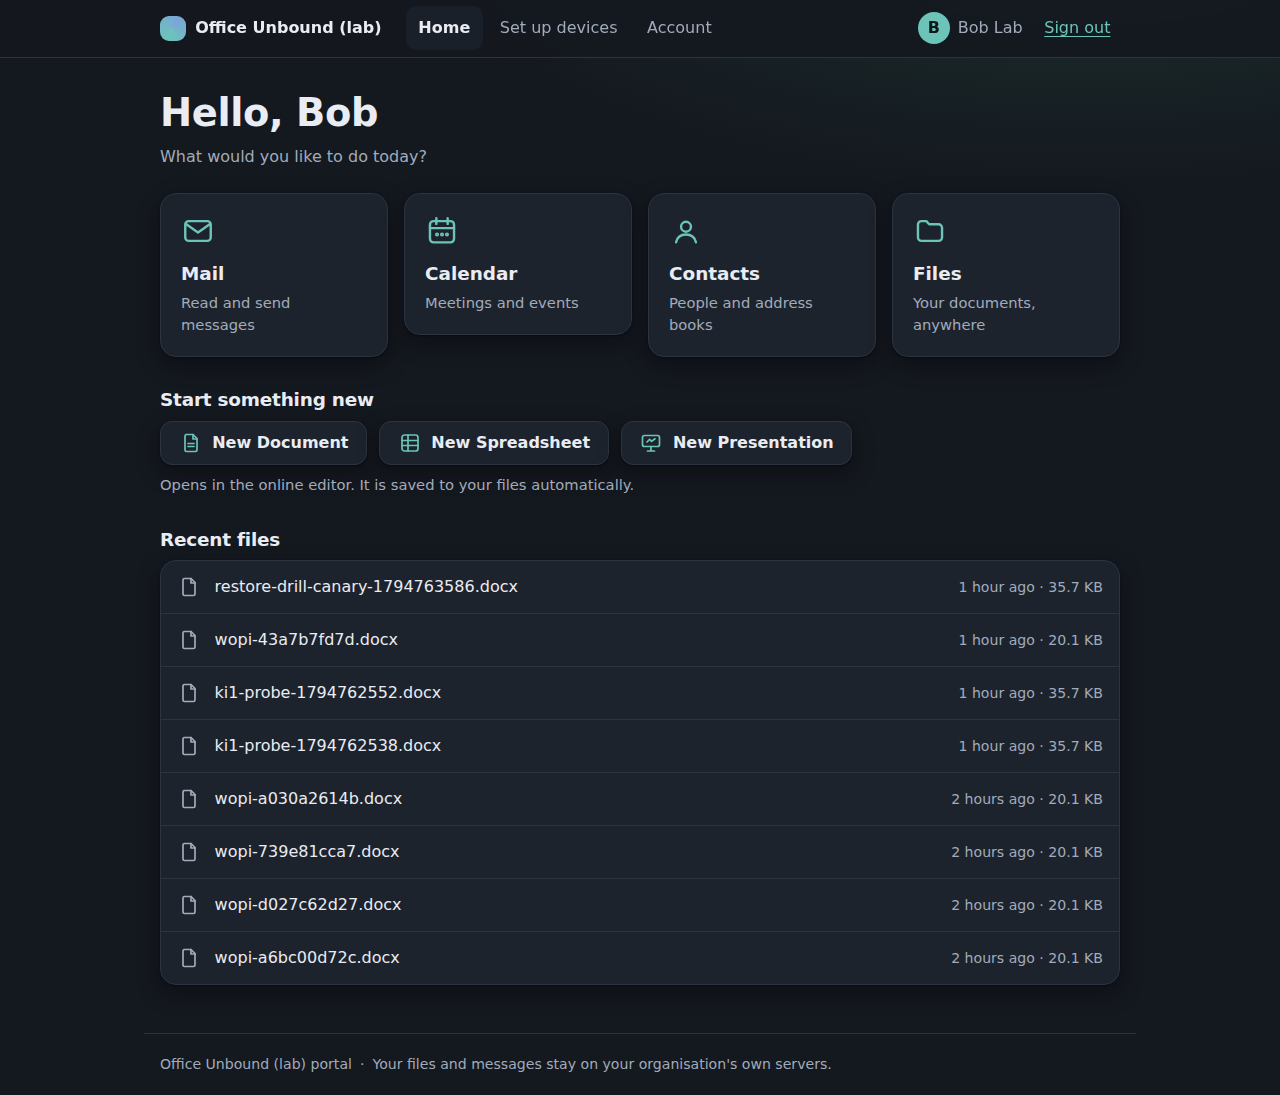 Office Unbound (lab)
Home
Set up devices
Account
B
Bob Lab
Sign out
Hello, Bob
What would you like to do today?
Mail
Read and send
messages
Calendar
Meetings and events
Contacts
People and address
books
Files
Your documents,
anywhere
Start something new
New Document
New Spreadsheet
New Presentation
Opens in the online editor. It is saved to your files automatically.
Recent files
restore-drill-canary-1794763586.docx 1 hour ago · 35.7 KB
wopi-43a7b7fd7d.docx 1 hour ago · 20.1 KB
ki1-probe-1794762552.docx 1 hour ago · 35.7 KB
ki1-probe-1794762538.docx 1 hour ago · 35.7 KB
wopi-a030a2614b.docx 2 hours ago · 20.1 KB
wopi-739e81cca7.docx 2 hours ago · 20.1 KB
wopi-d027c62d27.docx 2 hours ago · 20.1 KB
wopi-a6bc00d72c.docx 2 hours ago · 20.1 KB
Office Unbound (lab) portal · Your files and messages stay on your organisation's own servers.